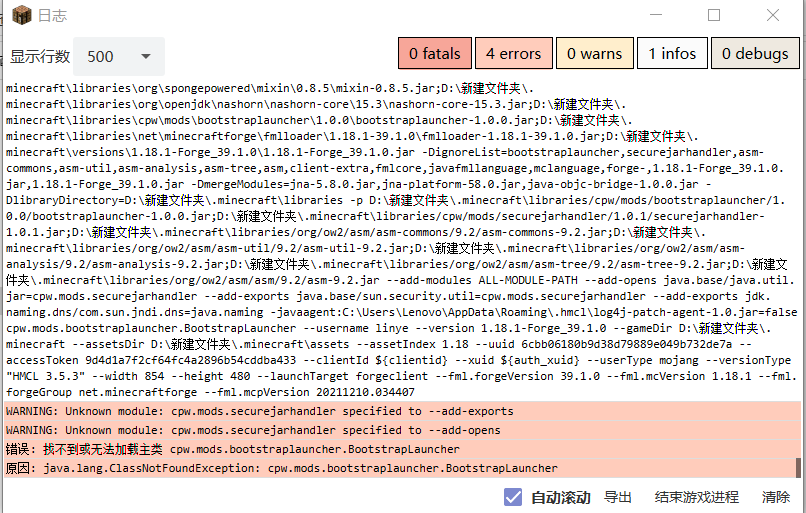 日志
显示行数 500 0 fatals 4 errors 0 warns 1 infos 0 debugs
minecraft\libraries\org\spongepowered\mixin\0.8.5\mixin-0.8.5.jar;D:\新建文件夹\.
minecraft\libraries\org\openjdk\nashorn\nashorn-core\15.3\nashorn-core-15.3.jar;D:\新建文件夹\.
minecraft\libraries\cpw\mods\bootstraplauncher\1.0.0\bootstraplauncher-1.0.0.jar;D:\新建文件夹\.
minecraft\libraries\net\minecraftforge\fmlloader\1.18.1-39.1.0\fmlloader-1.18.1-39.1.0.jar;D:\新建文件夹\.
minecraft\versions\1.18.1-Forge_39.1.0\1.18.1-Forge_39.1.0.jar -DignoreList=bootstraplauncher,securejarhandler,asm-
commons,asm-util,asm-analysis,asm-tree,asm,client-extra,fmlcore,javafmllanguage,mclanguage,forge-,1.18.1-Forge_39.1.0.
jar,1.18.1-Forge_39.1.0.jar -DmergeModules=jna-5.8.0.jar,jna-platform-58.0.jar,java-objc-bridge-1.0.0.jar -
DlibraryDirectory=D:\新建文件夹\.minecraft\libraries -p D:\新建文件夹\.minecraft\libraries/cpw/mods/bootstraplauncher/1.
0.0/bootstraplauncher-1.0.0.jar;D:\新建文件夹\.minecraft\libraries/cpw/mods/securejarhandler/1.0.1/securejarhandler-
1.0.1.jar;D:\新建文件夹\.minecraft\libraries/org/ow2/asm/asm-commons/9.2/asm-commons-9.2.jar;D:\新建文件夹\.
minecraft\libraries/org/ow2/asm/asm-util/9.2/asm-util-9.2.jar;D:\新建文件夹\.minecraft\libraries/org/ow2/asm/asm-
analysis/9.2/asm-analysis-9.2.jar;D:\新建文件夹\.minecraft\libraries/org/ow2/asm/asm-tree/9.2/asm-tree-9.2.jar;D:\新建文件
夹\.minecraft\libraries/org/ow2/asm/asm/9.2/asm-9.2.jar --add-modules ALL-MODULE-PATH --add-opens java.base/java.util.
jar=cpw.mods.securejarhandler --add-exports java.base/sun.security.util=cpw.mods.securejarhandler --add-exports jdk.
naming.dns/com.sun.jndi.dns=java.naming -javaagent:C:\Users\Lenovo\AppData\Roaming\.hmcl\log4j-patch-agent-1.0.jar=false
cpw.mods.bootstraplauncher.BootstrapLauncher --username linye --version 1.18.1-Forge_39.1.0 --gameDir D:\新建文件夹\.
minecraft --assetsDir D:\新建文件夹\.minecraft\assets --assetIndex 1.18 --uuid 6cbb06180b9d38d79889e049b732de7a --
accessToken 9d4d1a7f2cf64fc4a2896b54cddba433 --clientId ${clientid} --xuid ${auth_xuid} --userType mojang --versionType
"HMCL 3.5.3" --width 854 --height 480 --launchTarget forgeclient --fml.forgeVersion 39.1.0 --fml.mcVersion 1.18.1 --fml.
forgeGroup net.minecraftforge --fml.mcpVersion 20211210.034407
WARNING: Unknown module: cpw.mods.securejarhandler specified to --add-exports
WARNING: Unknown module: cpw.mods.securejarhandler specified to --add-opens
错误: 找不到或无法加载主类 cpw.mods.bootstraplauncher.BootstrapLauncher
原因: java.lang.ClassNotFoundException: cpw.mods.bootstraplauncher.BootstrapLauncher
自动滚动 导出 结束游戏进程 清除